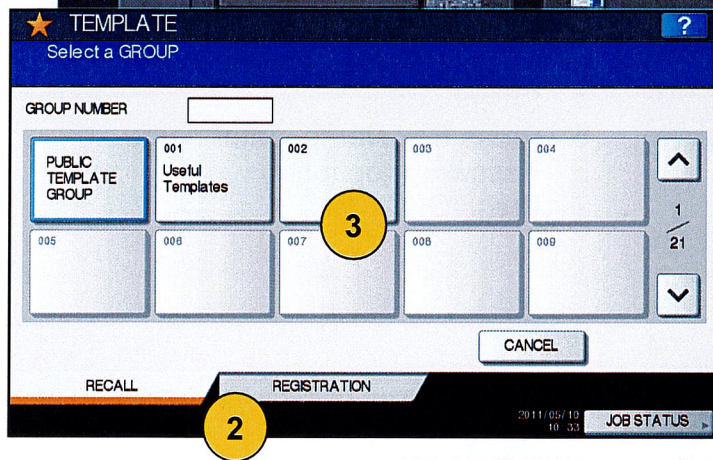 TEMPLATE
?
Select a GROUP
GROUP NUMBER
PUBLIC
TEMPLATE
GROUP
001
Useful
Templates
002
003
004
1
21
005
006
007
3
008
009
CANCEL
RECALL
REGISTRATION
2
2011/05/10
10 33
JOB STATUS